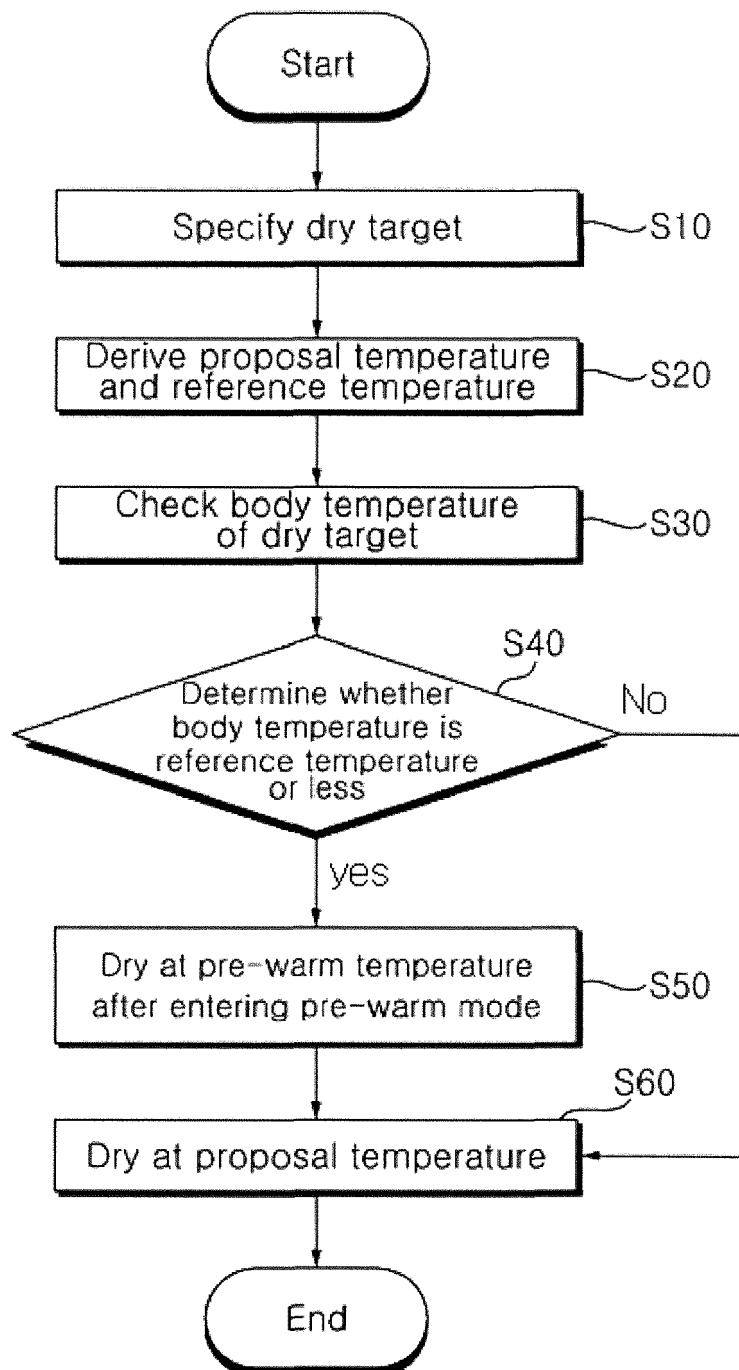 Start
Specify dry target
S10
Derive proposal temperature
and reference temperature
S20
Check body temperature
of dry target
S30
S40
Determine whether
body temperature is
reference temperature
or less
No
yes
Dry at pre-warm temperature
after entering pre-warm mode
S50
S60
Dry at proposal temperature
End